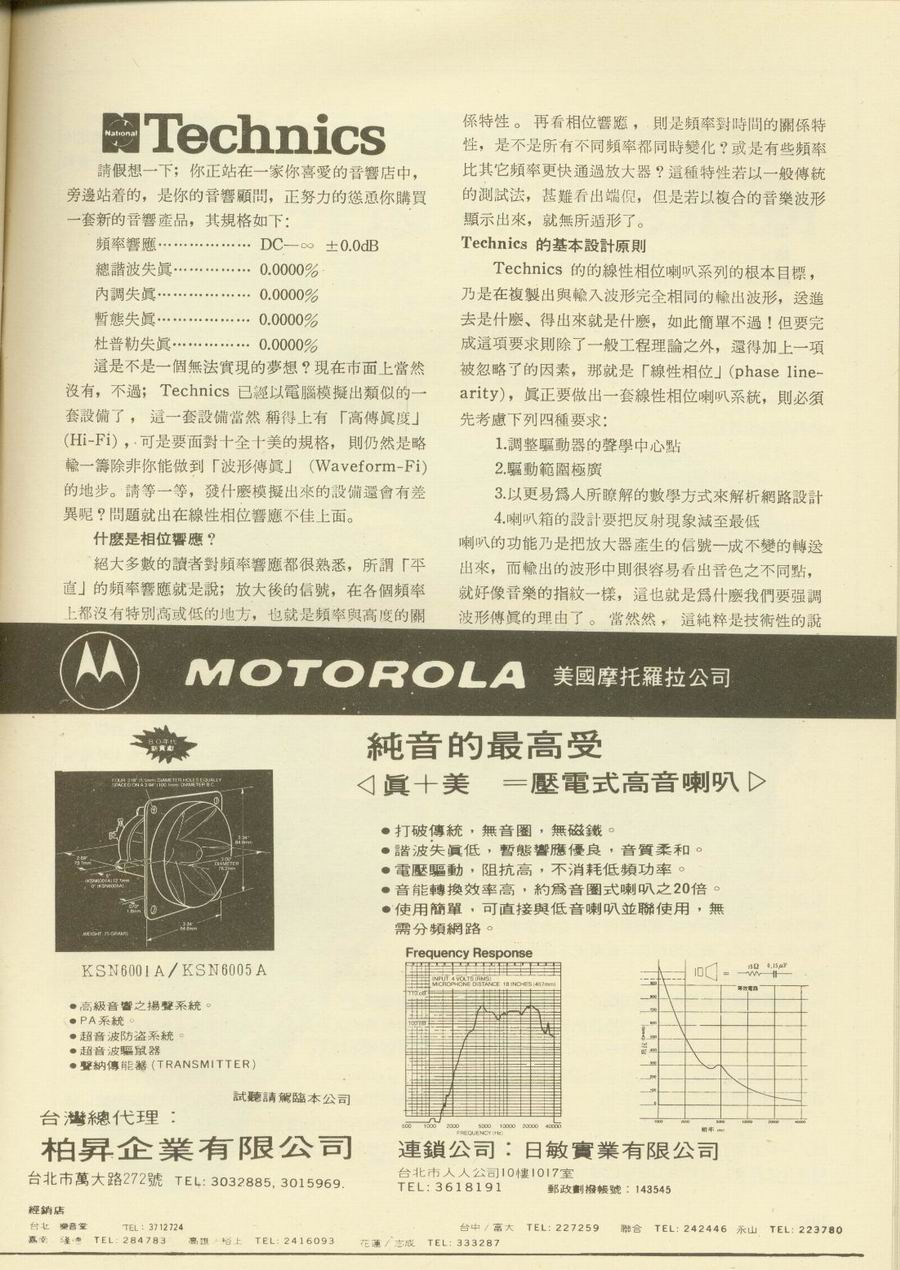 National Technics
請假想一下；你正站在一家你喜愛的音響店中，
旁邊站着的，是你的音響顧問，正努力的慫恿你購買
一套新的音響產品，其規格如下：
頻率響應⋯⋯⋯⋯⋯⋯ DC—∞ ±0.0dB
總諧波失眞⋯⋯⋯⋯⋯ 0.0000%
內調失眞⋯⋯⋯⋯⋯⋯ 0.0000%
暫態失眞⋯⋯⋯⋯⋯⋯ 0.0000%
杜普勒失眞⋯⋯⋯⋯⋯ 0.0000%
這是不是一個無法實現的夢想？現在市面上當然
沒有，不過；Technics 已經以電腦模擬出類似的一
套設備了，這一套設備當然稱得上有「高傳眞度」
(Hi-Fi)，可是要面對十全十美的規格，則仍然是略
輸一籌除非你能做到「波形傳眞」 (Waveform-Fi)
的地步。請等一等，發什麽模擬出來的設備還會有差
異呢？問題就出在線性相位響應不佳上面。
什麽是相位響應？
絕大多數的讀者對頻率響應都很熟悉，所謂「平
直」的頻率響應就是說；放大後的信號，在各個頻率
上都沒有特別高或低的地方，也就是頻率與高度的關
係特性。再看相位響應，則是頻率對時間的關係特
性，是不是所有不同頻率都同時變化？或是有些頻率
比其它頻率更快通過放大器？這種特性若以一般傳統
的測試法，甚難看出端倪，但是若以複合的音樂波形
顯示出來，就無所遁形了。
Technics 的基本設計原則
Technics 的的線性相位喇叭系列的根本目標，
乃是在複製出與輸入波形完全相同的輸出波形，送進
去是什麽、得出來就是什麽，如此簡單不過！但要完
成這項要求則除了一般工程理論之外，還得加上一項
被忽略了的因素，那就是「線性相位」(phase line-
arity)，眞正要做出一套線性相位喇叭系統，則必須
先考慮下列四種要求：
1.調整驅動器的聲學中心點
2.驅動範圍極廣
3.以更易爲人所瞭解的數學方式來解析網路設計
4.喇叭箱的設計要把反射現象減至最低
喇叭的功能乃是把放大器產生的信號一成不變的轉送
出來，而輸出的波形中則很容易看出音色之不同點，
就好像音樂的指紋一樣，這也就是爲什麽我們要强調
波形傳眞的理由了。當然然，這純粹是技術性的說
MOTOROLA 美國摩托羅拉公司
80年代
新貢獻
純音的最高受
◁眞十美 ＝壓電式高音喇叭▷
FOUR 3/16" (5.1mm) DIAMETER HOLES EQUALLY
SPACED ON A 3 94" (100 1mm) DIAMETER B.C.
DIAMETER
WEIGHT: 75 GRAMS
KSN6001A/KSN6005A
●打破傳統，無音圈，無磁鐵。
●諧波失眞低，暫態響應優良，音質柔和。
●電壓驅動，阻抗高，不消耗低頻功率。
●音能轉換效率高，約爲音圈式喇叭之20倍。
●使用簡單，可直接與低音喇叭並聯使用，無
需分頻網路。
Frequency Response
INPUT: 4 VOLTS (RMS)
MICROPHONE DISTANCE 18 INCHES (457mm)
110 dB
100 dB
500 1000 2000 5000 10000 20000 40000
FREQUENCY (Hz)
等效電路
頻率
●高級音響之揚聲系統。
●PA系統。
●超音波防盜系統。
●超音波驅鼠器
●聲納傳能器(TRANSMITTER)
試聽請駕臨本公司
台灣總代理：
柏昇企業有限公司
台北市萬大路272號 TEL: 3032885, 3015969.
連鎖公司：日敏實業有限公司
台北市人人公司10樓1017室
TEL: 3618191 郵政劃撥帳號：143545
經銷店
台北 樂音堂 TEL: 3712724
台中/富大 TEL: 227259 聯合 TEL: 242446 永山 TEL: 223780
嘉南 TEL: 284783 高雄 裕上 TEL: 2416093 花蓮/志成 TEL: 333287